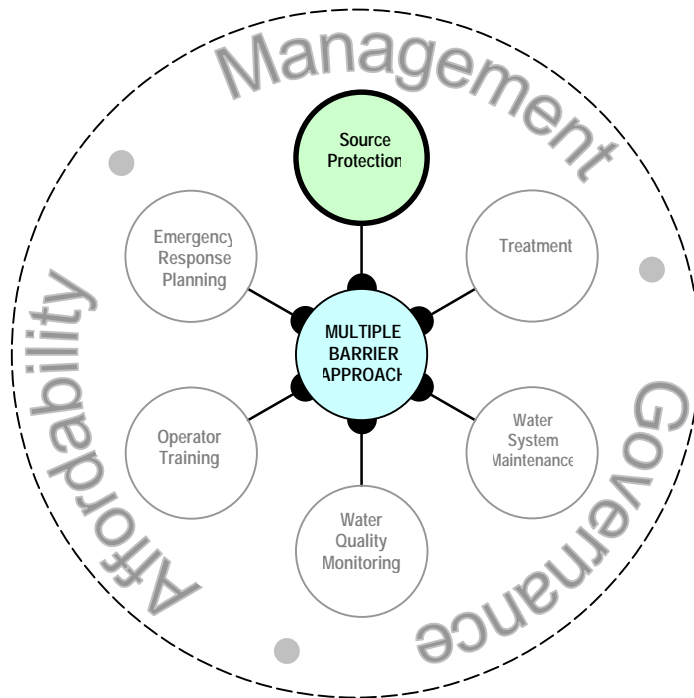 Management
Source
Protection
Treatment
Emergency
Response
Planning
MULTIPLE
BARRIER
APPROACH
Affordability
Governance
Operator
Training
Water
System
Maintenance
Water
Quality
Monitoring